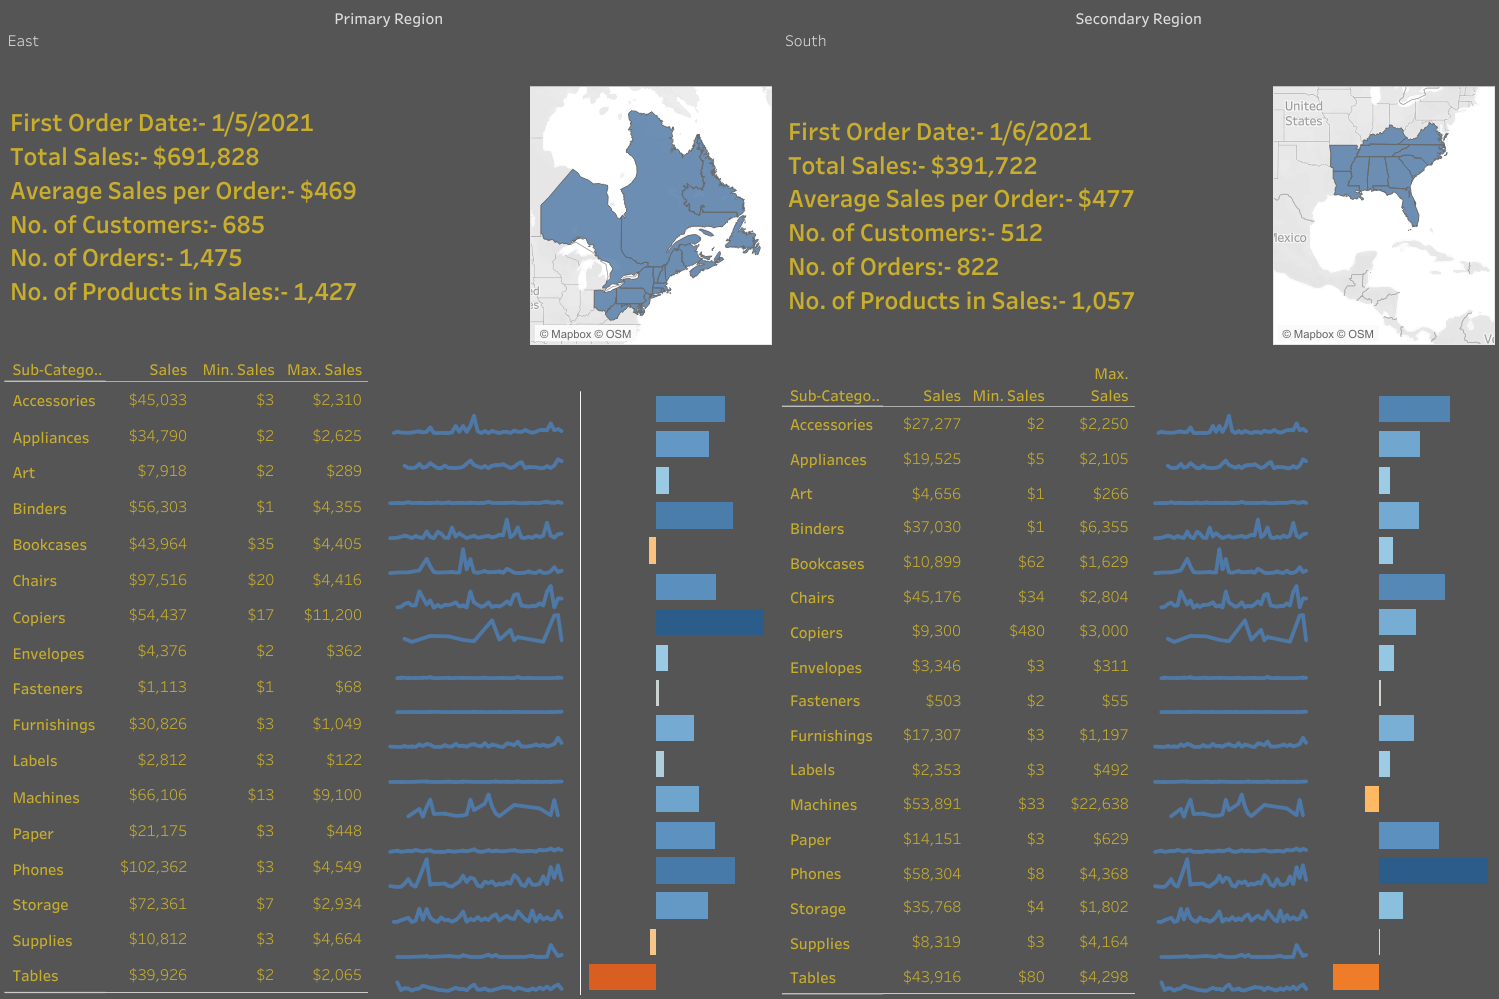 Primary Region
East
First Order Date:- 1/5/2021
Total Sales:- $691,828
Average Sales per Order:- $469
No. of Customers:- 685
No. of Orders:- 1,475
No. of Products in Sales:- 1,427
© Mapbox © OSM
Sub-Catego.. Sales Min. Sales Max. Sales
Accessories $45,033 $3 $2,310
Appliances $34,790 $2 $2,625
Art $7,918 $2 $289
Binders $56,303 $1 $4,355
Bookcases $43,964 $35 $4,405
Chairs $97,516 $20 $4,416
Copiers $54,437 $17 $11,200
Envelopes $4,376 $2 $362
Fasteners $1,113 $1 $68
Furnishings $30,826 $3 $1,049
Labels $2,812 $3 $122
Machines $66,106 $13 $9,100
Paper $21,175 $3 $448
Phones $102,362 $3 $4,549
Storage $72,361 $7 $2,934
Supplies $10,812 $3 $4,664
Tables $39,926 $2 $2,065
Secondary Region
South
First Order Date:- 1/6/2021
Total Sales:- $391,722
Average Sales per Order:- $477
No. of Customers:- 512
No. of Orders:- 822
No. of Products in Sales:- 1,057
United
States
Mexico
© Mapbox © OSM
Max.
Sub-Catego.. Sales Min. Sales Sales
Accessories $27,277 $2 $2,250
Appliances $19,525 $5 $2,105
Art $4,656 $1 $266
Binders $37,030 $1 $6,355
Bookcases $10,899 $62 $1,629
Chairs $45,176 $34 $2,804
Copiers $9,300 $480 $3,000
Envelopes $3,346 $3 $311
Fasteners $503 $2 $55
Furnishings $17,307 $3 $1,197
Labels $2,353 $3 $492
Machines $53,891 $33 $22,638
Paper $14,151 $3 $629
Phones $58,304 $8 $4,368
Storage $35,768 $4 $1,802
Supplies $8,319 $3 $4,164
Tables $43,916 $80 $4,298